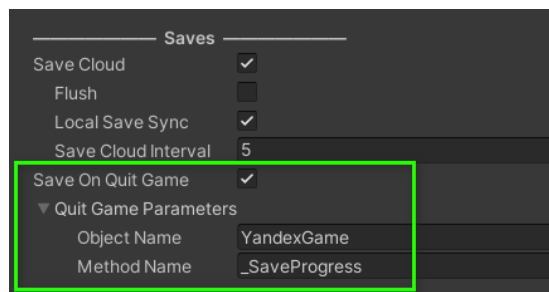 Saves
Save Cloud
Flush
Local Save Sync
Save Cloud Interval 5
Save On Quit Game
Quit Game Parameters
Object Name YandexGame
Method Name _SaveProgress